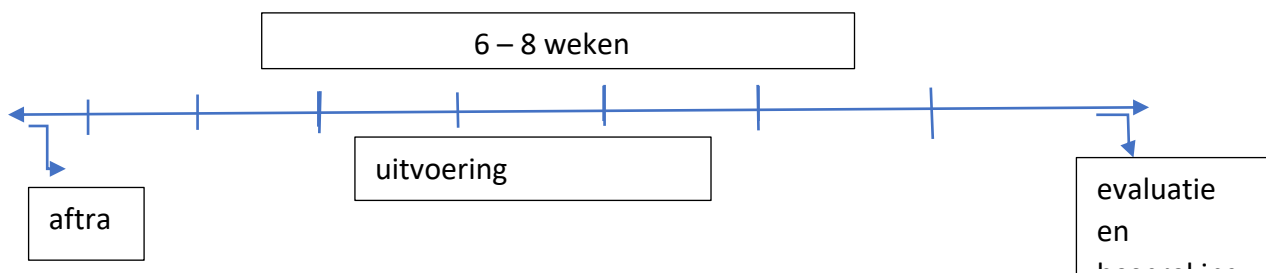 6 – 8 weken
uitvoering
aftra
evaluatie
en